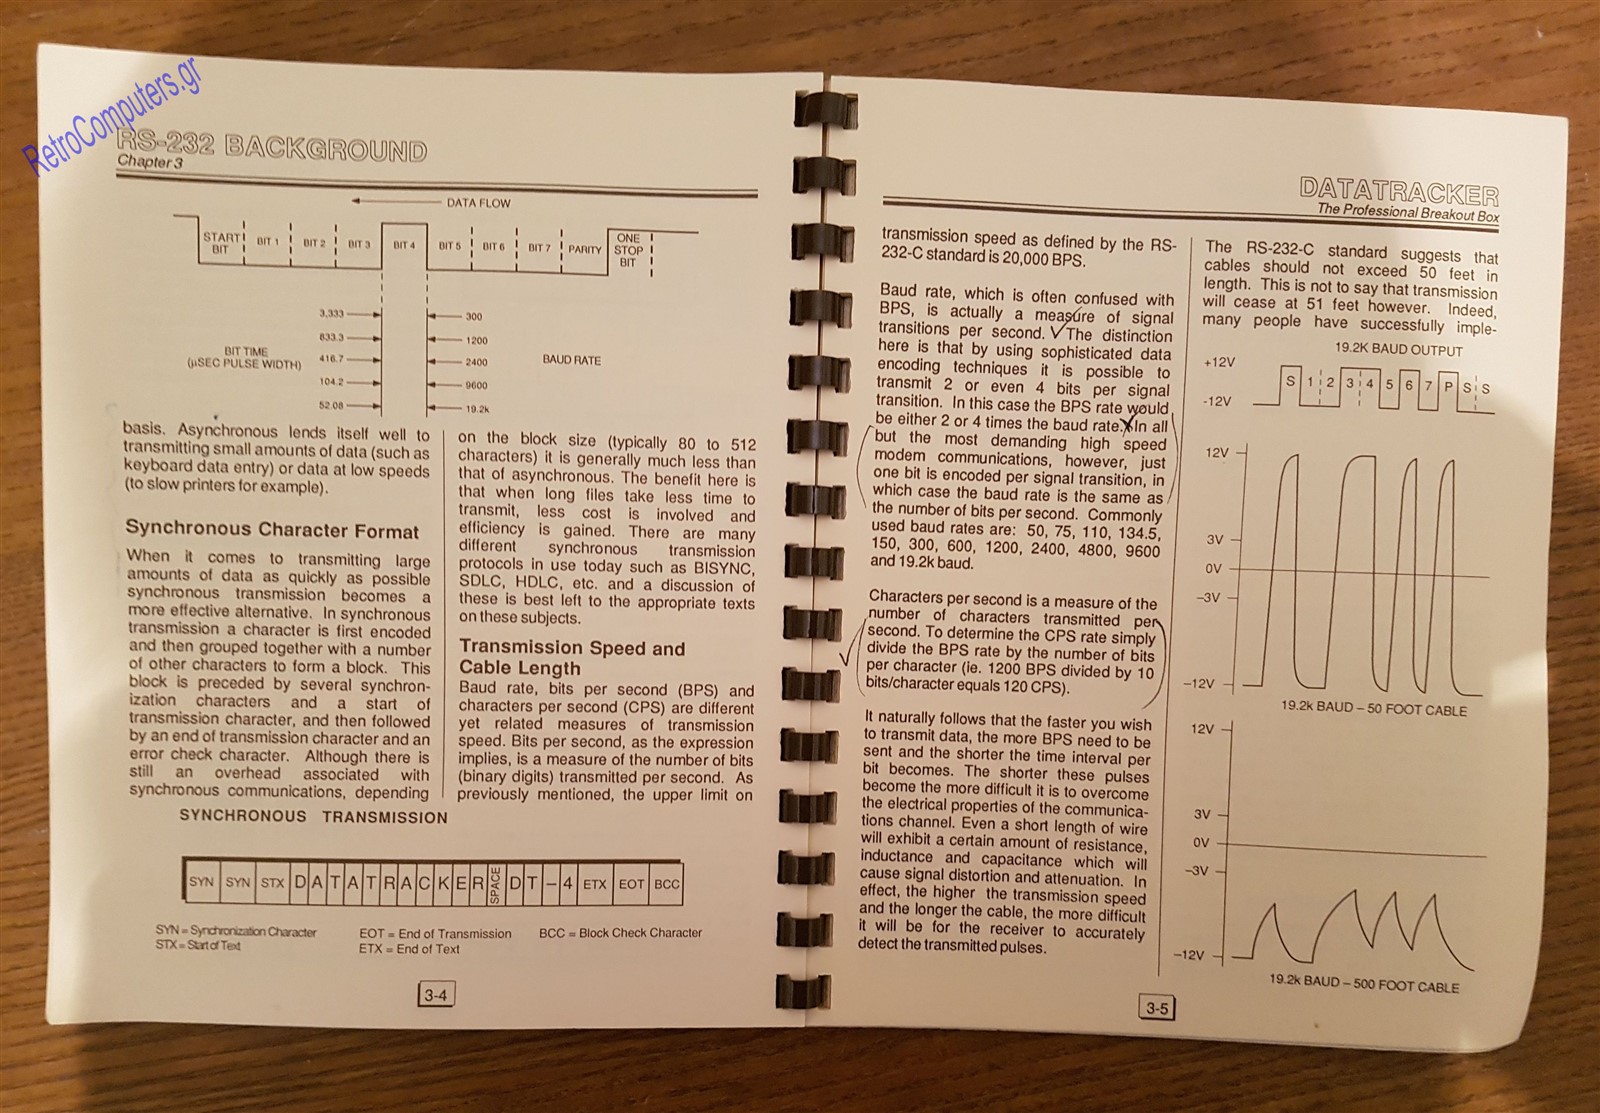 RetroComputers.gr
RS-232 BACKGROUND
Chapter 3
DATA FLOW
START BIT
BIT 1
BIT 2
BIT 3
BIT 4
BIT 5
BIT 6
BIT 7
PARITY
ONE STOP BIT
3,333
300
833.3
1200
416.7
2400
104.2
9600
52.08
19.2k
BIT TIME
(µSEC PULSE WIDTH)
BAUD RATE
basis. Asynchronous lends itself well to
transmitting small amounts of data (such as
keyboard data entry) or data at low speeds
(to slow printers for example).
Synchronous Character Format
When it comes to transmitting large
amounts of data as quickly as possible
synchronous transmission becomes a
more effective alternative. In synchronous
transmission a character is first encoded
and then grouped together with a number
of other characters to form a block. This
block is preceded by several synchron-
ization characters and a start of
transmission character, and then followed
by an end of transmission character and an
error check character. Although there is
still an overhead associated with
synchronous communications, depending
on the block size (typically 80 to 512
characters) it is generally much less than
that of asynchronous. The benefit here is
that when long files take less time to
transmit, less cost is involved and
efficiency is gained. There are many
different synchronous transmission
protocols in use today such as BISYNC,
SDLC, HDLC, etc. and a discussion of
these is best left to the appropriate texts
on these subjects.
Transmission Speed and
Cable Length
Baud rate, bits per second (BPS) and
characters per second (CPS) are different
yet related measures of transmission
speed. Bits per second, as the expression
implies, is a measure of the number of bits
(binary digits) transmitted per second. As
previously mentioned, the upper limit on
SYNCHRONOUS TRANSMISSION
SYN SYN STX D A T A T R A C K E R SPACE D T - 4 ETX EOT BCC
SYN = Synchronization Character
STX = Start of Text
EOT = End of Transmission
ETX = End of Text
BCC = Block Check Character
3-4
DATATRACKER
The Professional Breakout Box
transmission speed as defined by the RS-
232-C standard is 20,000 BPS.
Baud rate, which is often confused with
BPS, is actually a measure of signal
transitions per second. The distinction
here is that by using sophisticated data
encoding techniques it is possible to
transmit 2 or even 4 bits per signal
transition. In this case the BPS rate would
be either 2 or 4 times the baud rate. In all
but the most demanding high speed
modem communications, however, just
one bit is encoded per signal transition, in
which case the baud rate is the same as
the number of bits per second. Commonly
used baud rates are: 50, 75, 110, 134.5,
150, 300, 600, 1200, 2400, 4800, 9600
and 19.2k baud.
Characters per second is a measure of the
number of characters transmitted per
second. To determine the CPS rate simply
divide the BPS rate by the number of bits
per character (ie. 1200 BPS divided by 10
bits/character equals 120 CPS).
It naturally follows that the faster you wish
to transmit data, the more BPS need to be
sent and the shorter the time interval per
bit becomes. The shorter these pulses
become the more difficult it is to overcome
the electrical properties of the communica-
tions channel. Even a short length of wire
will exhibit a certain amount of resistance,
inductance and capacitance which will
cause signal distortion and attenuation. In
effect, the higher the transmission speed
and the longer the cable, the more difficult
it will be for the receiver to accurately
detect the transmitted pulses.
The RS-232-C standard suggests that
cables should not exceed 50 feet in
length. This is not to say that transmission
will cease at 51 feet however. Indeed,
many people have successfully imple-
19.2K BAUD OUTPUT
+12V
-12V
S 1 2 3 4 5 6 7 P S S
12V
3V
0V
–3V
–12V
19.2k BAUD – 50 FOOT CABLE
12V
3V
0V
–3V
–12V
19.2k BAUD – 500 FOOT CABLE
3-5